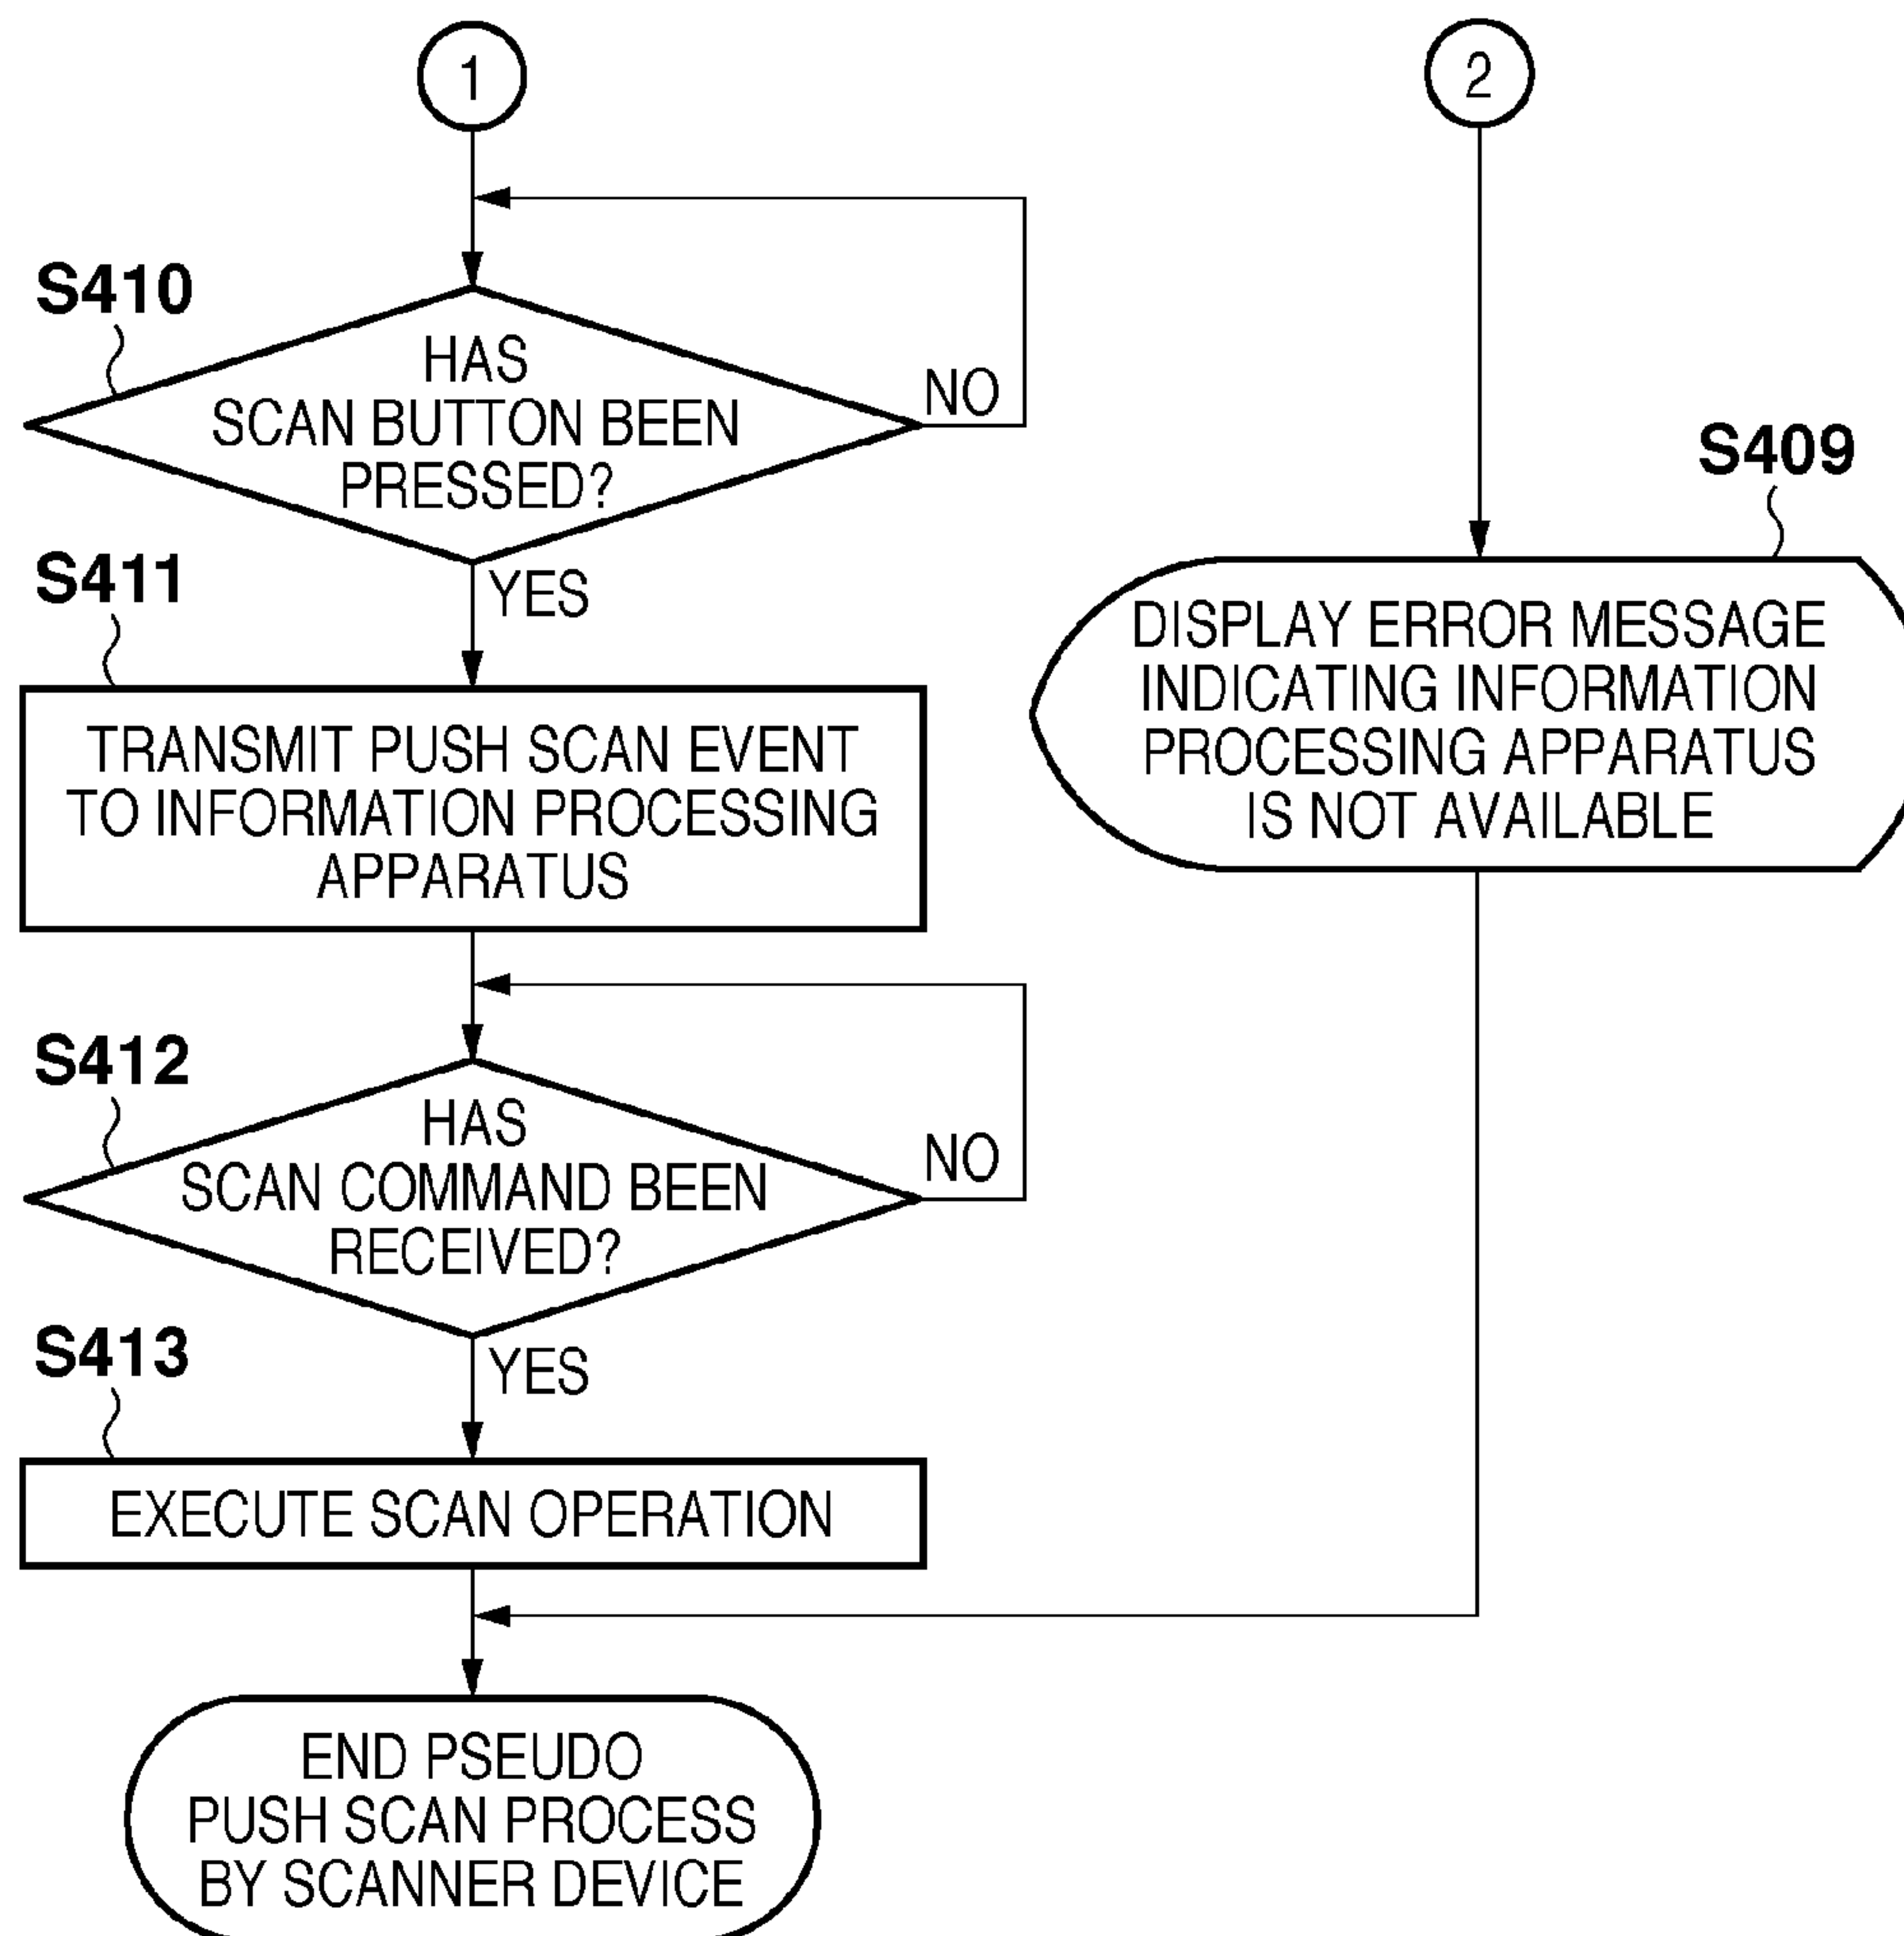 1
S410
HAS
SCAN BUTTON BEEN
PRESSED?
NO
YES
S411
TRANSMIT PUSH SCAN EVENT
TO INFORMATION PROCESSING
APPARATUS
S412
HAS
SCAN COMMAND BEEN
RECEIVED?
NO
YES
S413
EXECUTE SCAN OPERATION
2
S409
DISPLAY ERROR MESSAGE
INDICATING INFORMATION
PROCESSING APPARATUS
IS NOT AVAILABLE
END PSEUDO
PUSH SCAN PROCESS
BY SCANNER DEVICE